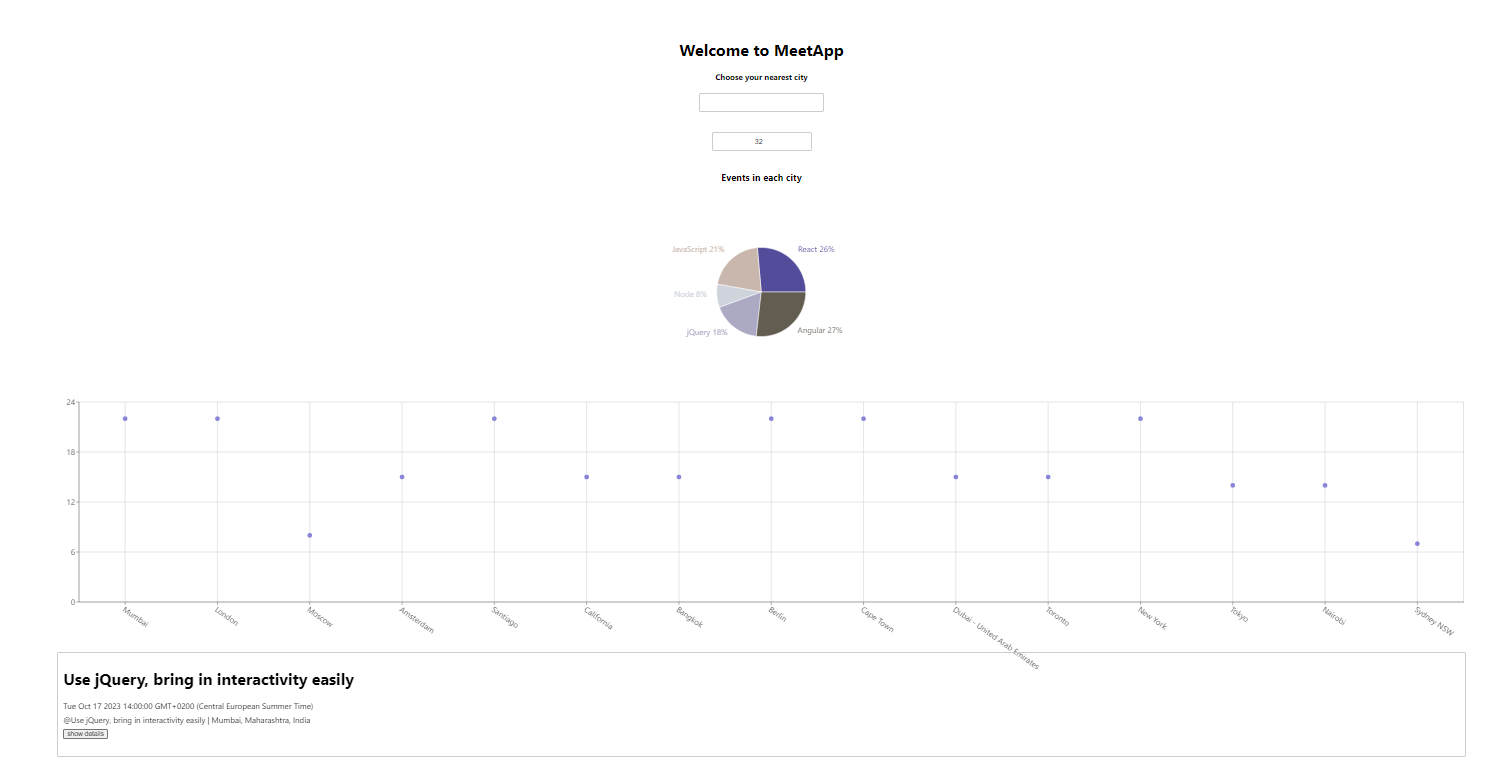 Welcome to MeetApp
Choose your nearest city
32
Events in each city
JavaScript 21%
React 26%
Node 8%
jQuery 18%
Angular 27%
24
18
12
6
0
Mumbai
London
Moscow
Amsterdam
Santiago
California
Bangkok
Berlin
Cape Town
Dubai - United Arab Emirates
Toronto
New York
Tokyo
Nairobi
Sydney NSW
Use jQuery, bring in interactivity easily
Tue Oct 17 2023 14:00:00 GMT+0200 (Central European Summer Time)
@Use jQuery, bring in interactivity easily | Mumbai, Maharashtra, India
show details